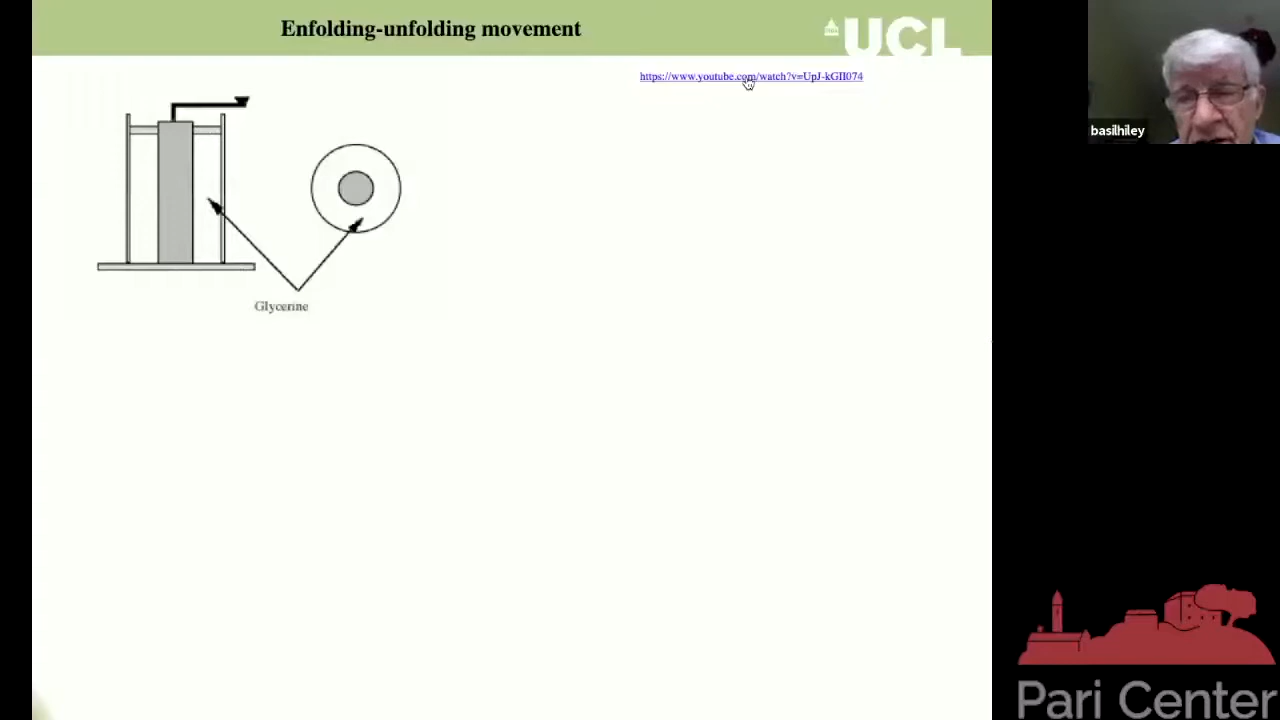 Enfolding-unfolding movement
UCL
https://www.youtube.com/watch?v=UpJ-kGII074
basilhiley
Glycerine
Pari Center